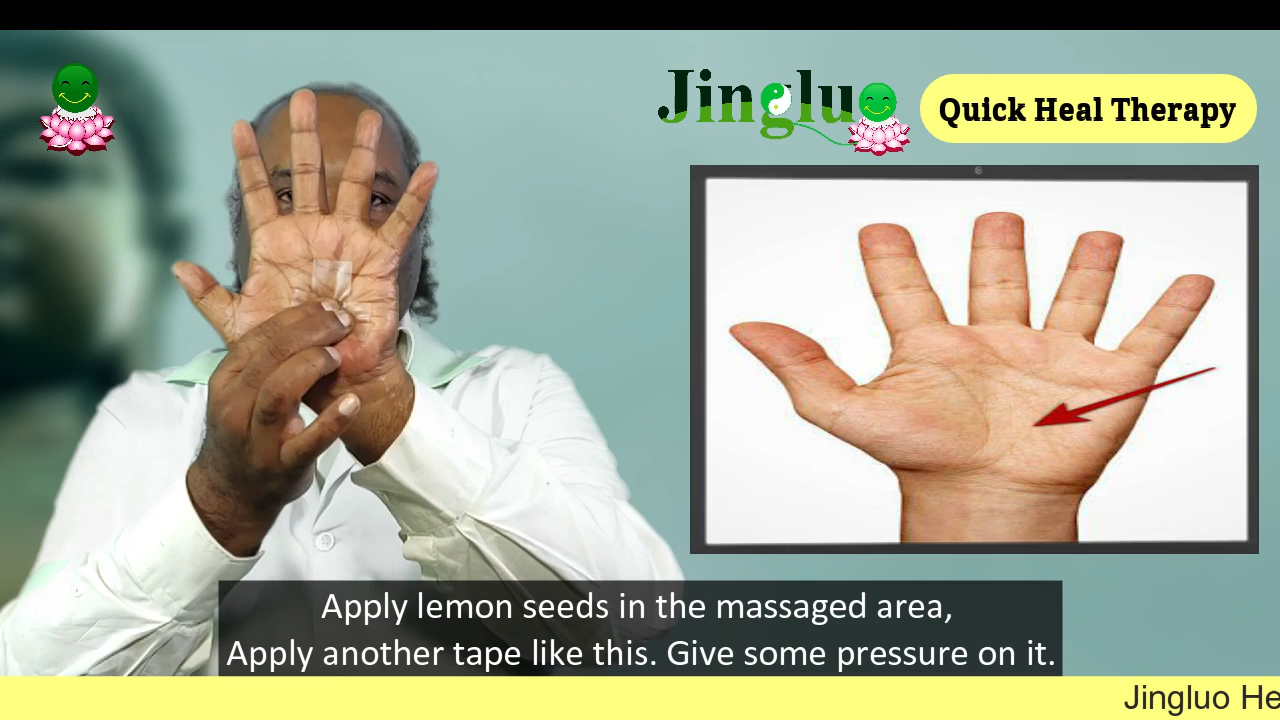 Jingluo
Quick Heal Therapy
Apply lemon seeds in the massaged area,
Apply another tape like this. Give some pressure on it.
Jingluo He